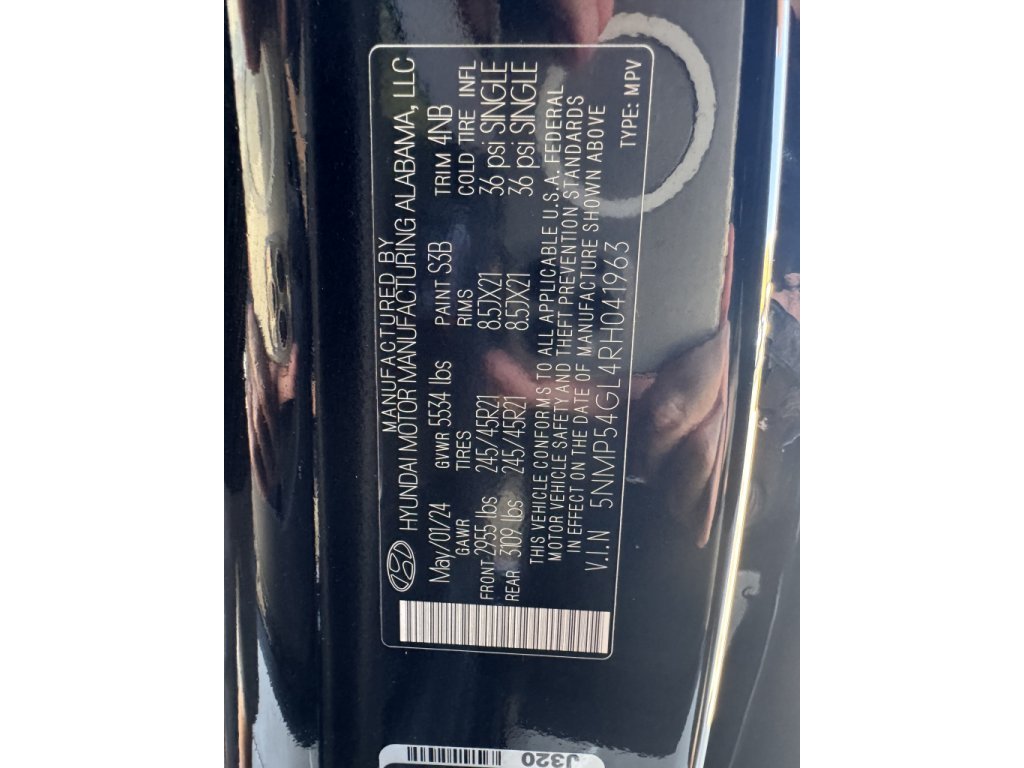 MANUFACTURED BY
HYUNDAI MOTOR MANUFACTURING ALABAMA, LLC
May/01/24 GVWR 5534 lbs PAINT S3B TRIM 4NB
GAWR TIRES RIMS COLD TIRE INFL
FRONT 2955 lbs 245/45R21 8.5JX21 36 psi SINGLE
REAR 3109 lbs 245/45R21 8.5JX21 36 psi SINGLE
THIS VEHICLE CONFORMS TO ALL APPLICABLE U.S.A. FEDERAL
MOTOR VEHICLE SAFETY AND THEFT PREVENTION STANDARDS
IN EFFECT ON THE DATE OF MANUFACTURE SHOWN ABOVE
V.I.N 5NMP54GL4RH041963
TYPE: MPV
J320